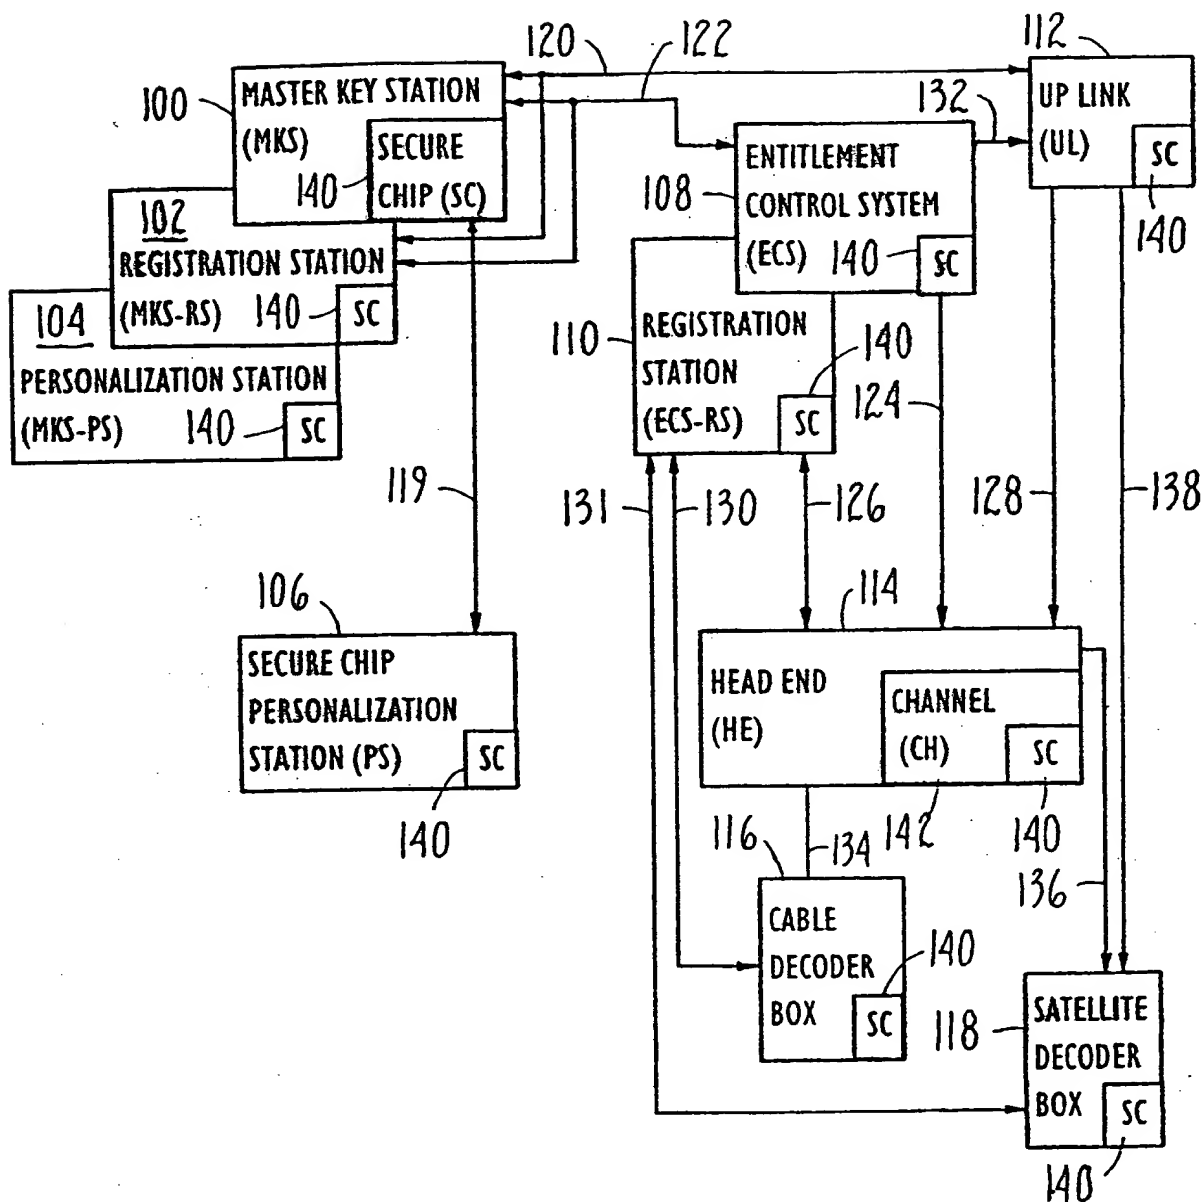 120
122
112
100
MASTER KEY STATION
(MKS)
SECURE
CHIP (SC)
140
132
UP LINK
(UL)
SC
140
108
ENTITLEMENT
CONTROL SYSTEM
(ECS)
140
SC
102
REGISTRATION STATION
(MKS-RS)
140
SC
104
PERSONALIZATION STATION
(MKS-PS)
140
SC
110
REGISTRATION
STATION
(ECS-RS)
SC
140
124
119
131
130
126
128
138
106
SECURE CHIP
PERSONALIZATION
STATION (PS)
SC
140
114
HEAD END
(HE)
CHANNEL
(CH)
SC
142
140
116
134
136
CABLE
DECODER
BOX
SC
140
118
SATELLITE
DECODER
BOX
SC
140